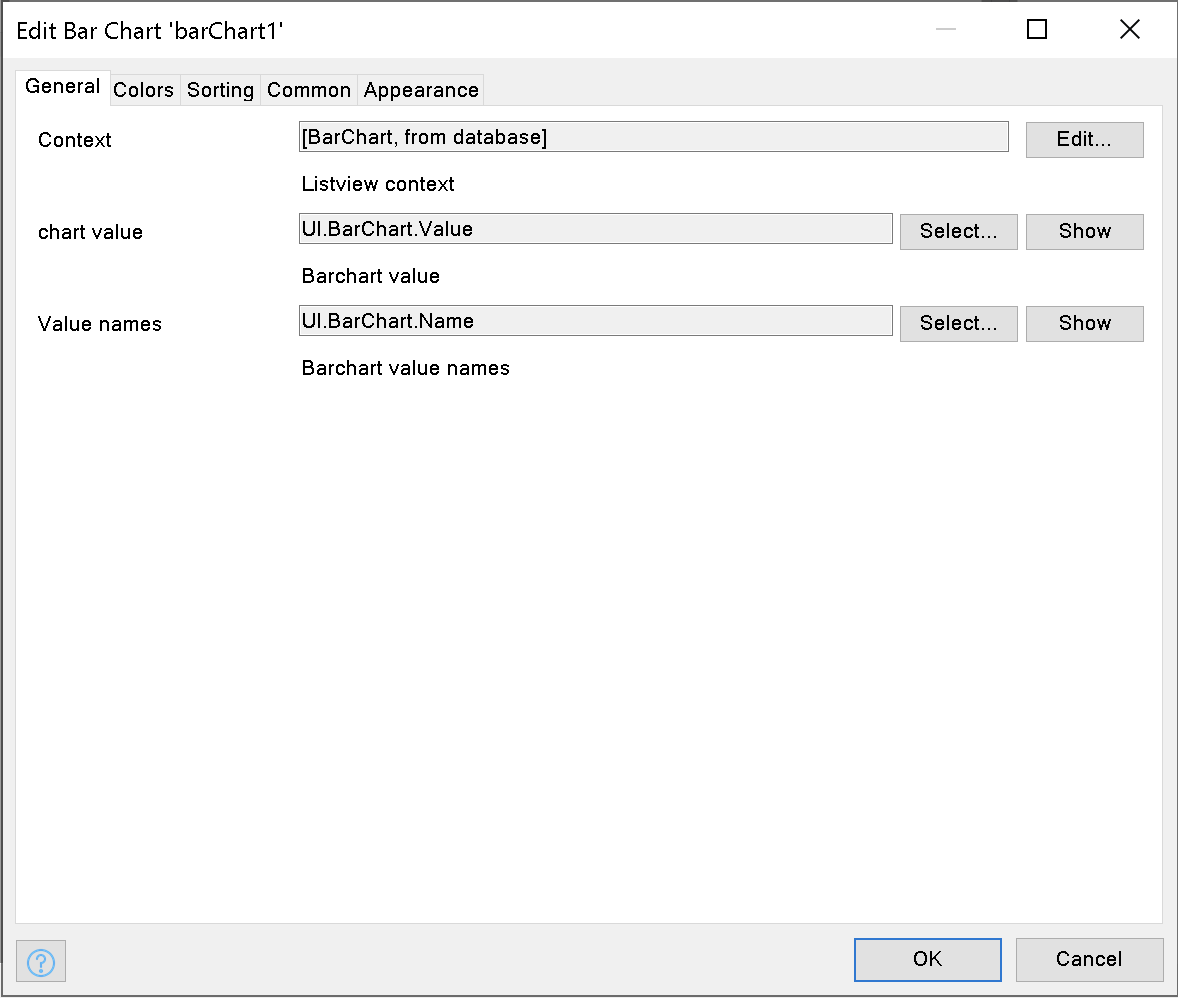 Edit Bar Chart 'barChart1'
General Colors Sorting Common Appearance
Context [BarChart, from database] Edit...
Listview context
chart value UI.BarChart.Value Select... Show
Barchart value
Value names UI.BarChart.Name Select... Show
Barchart value names
? OK Cancel